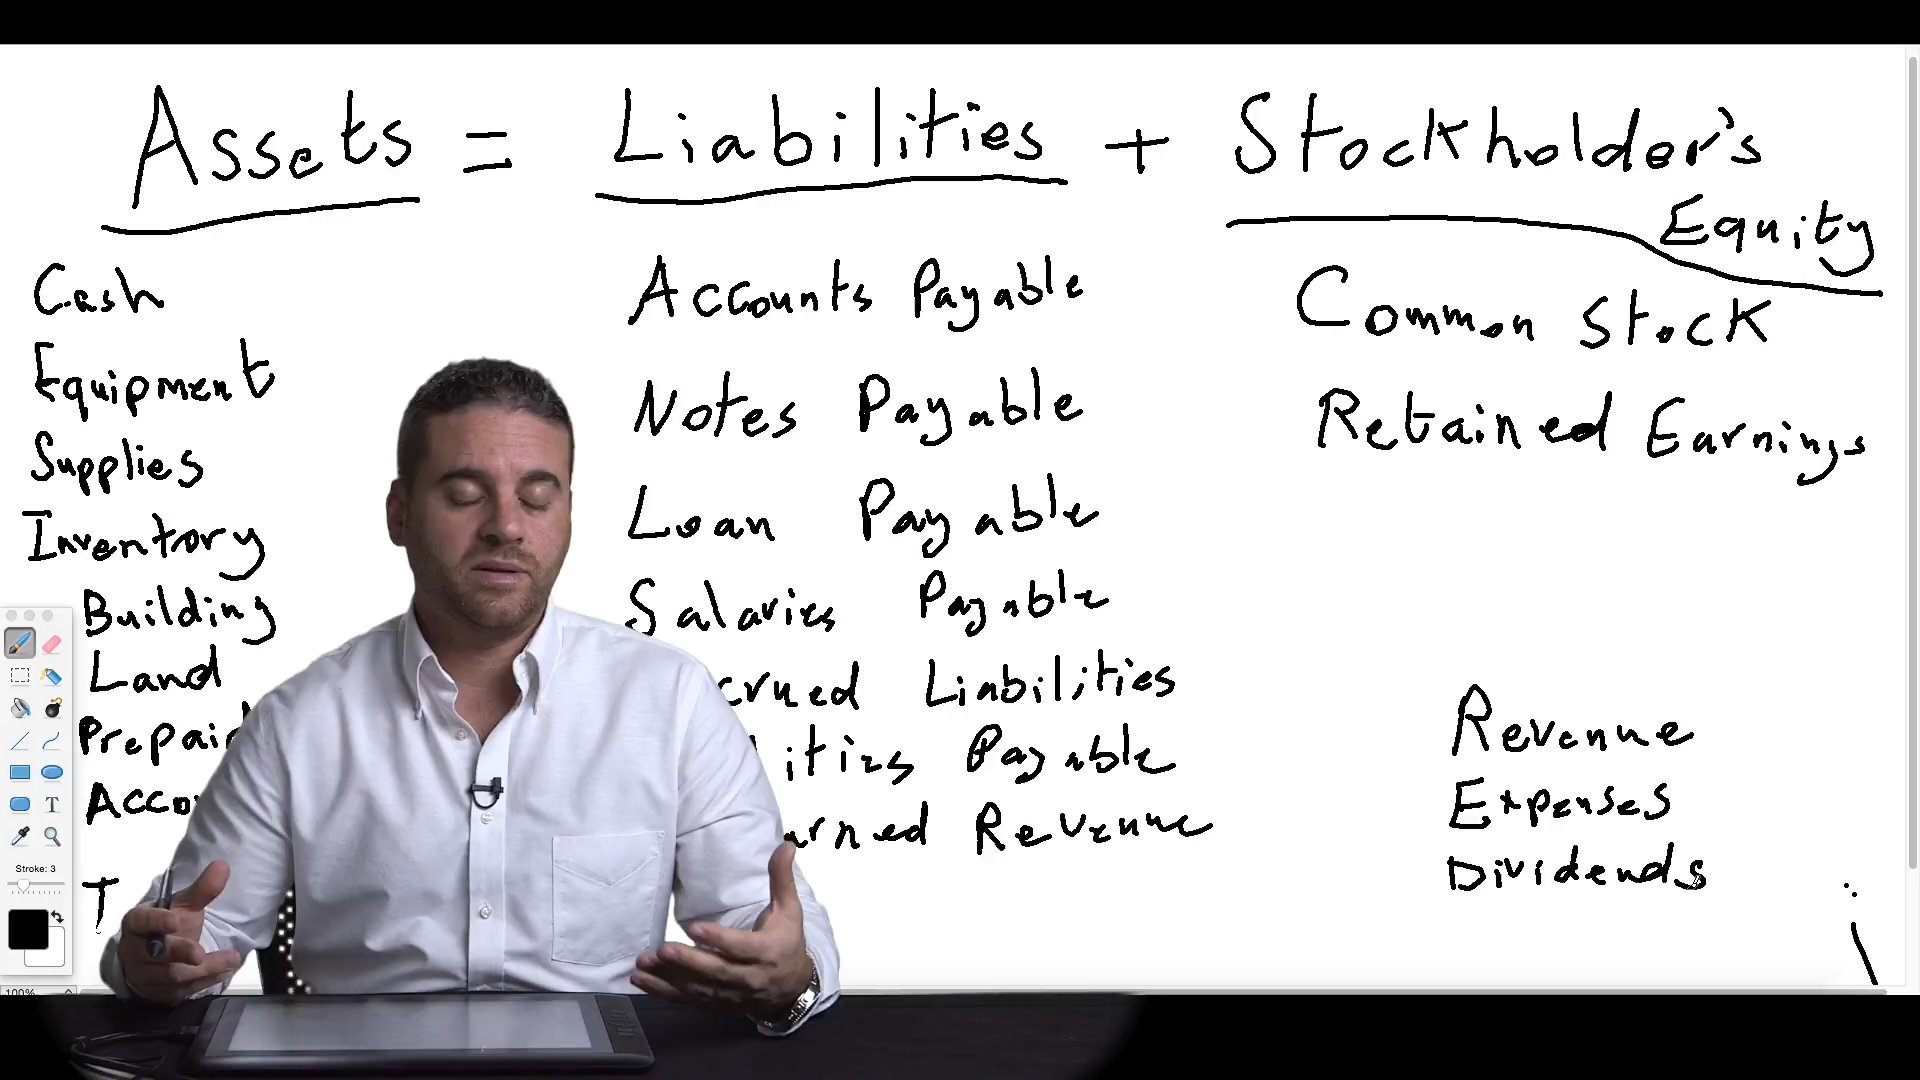 Assets = Liabilities + Stockholder's
Equity
Cash
Equipment
Supplies
Inventory
Building
Land
Accounts Payable
Notes Payable
Loan Payable
Salaries Payable
Liabilities
Payable
Revenue
Common Stock
Retained Earnings
Revenue
Expenses
Dividends
T
Stroke: 3
100%